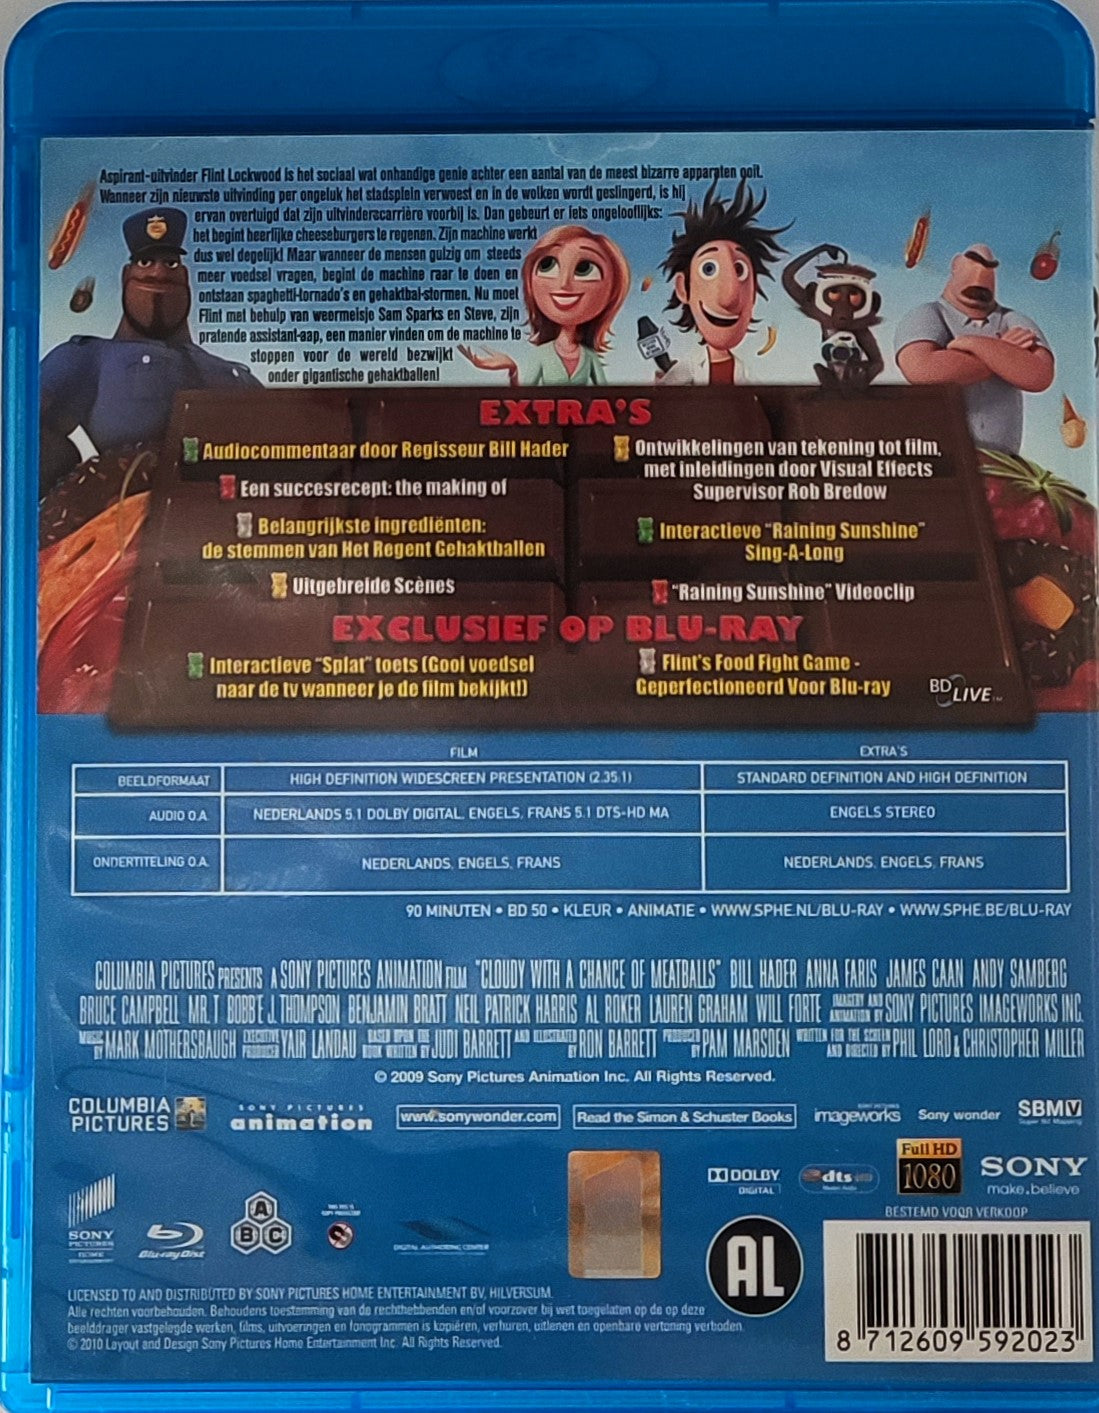 Aspirant-uitvinder Flint Lockwood is het sociaal wat onhandige genie achter een aantal van de meest bizarre apparaten ooit.
Wanneer zijn nieuwste uitvinding per ongeluk het stadsplein verwoest en in de wolken wordt geslingerd, is hij
ervan overtuigd dat zijn uitvinderscarrière voorbij is. Dan gebeurt er iets ongelooflijks:
het begint heerlijke cheeseburgers te regenen. Zijn machine werkt
dus wel degelijk! Maar wanneer de mensen gulzig om steeds
meer voedsel vragen, begint de machine raar te doen en
ontstaan spaghetti-tornado's en gehaktbal-stormen. Nu moet
Flint met behulp van weermeisje Sam Sparks en Steve, zijn
pratende assistant-aap, een manier vinden om de machine te
stoppen voor de wereld bezwijkt
onder gigantische gehaktballen!
EXTRA'S
Audiocommentaar door Regisseur Bill Hader
Een succesrecept: the making of
Belangrijkste ingrediënten:
de stemmen van Het Regent Gehaktballen
Uitgebreide Scènes
Ontwikkelingen van tekening tot film,
met inleidingen door Visual Effects
Supervisor Rob Bredow
Interactieve "Raining Sunshine"
Sing-A-Long
"Raining Sunshine" Videoclip
EXCLUSIEF OP BLU-RAY
Interactieve "Splat" toets (Gooi voedsel
naar de tv wanneer je de film bekijkt!)
Flint's Food Fight Game -
Geperfectioneerd Voor Blu-ray
BD LIVE™
FILM EXTRA'S
BEELDFORMAAT HIGH DEFINITION WIDESCREEN PRESENTATION (2.35:1) STANDARD DEFINITION AND HIGH DEFINITION
AUDIO O.A. NEDERLANDS 5.1 DOLBY DIGITAL, ENGELS, FRANS 5.1 DTS-HD MA ENGELS STEREO
ONDERTITELING O.A. NEDERLANDS, ENGELS, FRANS NEDERLANDS, ENGELS, FRANS
90 MINUTEN • BD 50 • KLEUR • ANIMATIE • WWW.SPHE.NL/BLU-RAY • WWW.SPHE.BE/BLU-RAY
COLUMBIA PICTURES PRESENTS A SONY PICTURES ANIMATION FILM "CLOUDY WITH A CHANCE OF MEATBALLS" BILL HADER ANNA FARIS JAMES CAAN ANDY SAMBERG
BRUCE CAMPBELL MR. T BOBB'E J. THOMPSON BENJAMIN BRATT NEIL PATRICK HARRIS AL ROKER LAUREN GRAHAM WILL FORTE IMAGERY AND ANIMATION BY SONY PICTURES IMAGEWORKS INC.
MUSIC BY MARK MOTHERSBAUGH EXECUTIVE PRODUCER YAIR LANDAU BASED UPON THE BOOK WRITTEN BY JUDI BARRETT AND ILLUSTRATED BY RON BARRETT PRODUCED BY PAM MARSDEN WRITTEN FOR THE SCREEN AND DIRECTED BY PHIL LORD & CHRISTOPHER MILLER
© 2009 Sony Pictures Animation Inc. All Rights Reserved.
COLUMBIA PICTURES
SONY PICTURES animation
www.sonywonder.com
Read the Simon & Schuster Books
imageworks
Sony wonder
SBMV
Super Bit Mapping
SONY PICTURES HOME
Blu-ray Disc
A B C
DIGITAL AUTHORING CENTER
DOLBY DIGITAL
dts HD
Master Audio
Full HD 1080
SONY
make.believe
BESTEMD VOOR VERKOOP
AL
LICENSED TO AND DISTRIBUTED BY SONY PICTURES HOME ENTERTAINMENT BV, HILVERSUM.
Alle rechten voorbehouden. Behoudens toestemming van de rechthebbenden en/of voorzover bij wet toegelaten op de op deze
beelddrager vastgelegde werken, films, uitvoeringen en fonogrammen is kopiëren, verhuren, uitlenen en openbare vertoning verboden.
© 2010 Layout and Design Sony Pictures Home Entertainment Inc. All Rights Reserved.
8 712609 592023